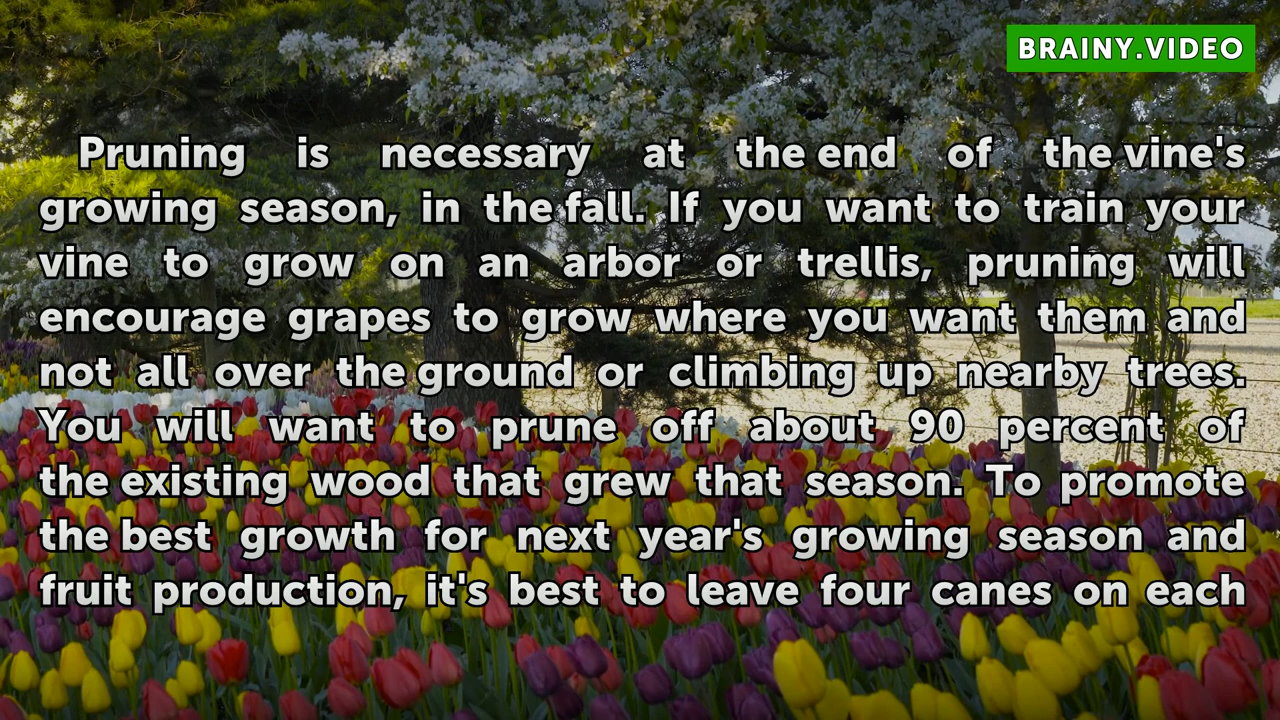 BRAINY.VIDEO
Pruning is necessary at the end of the vine's
growing season, in the fall. If you want to train your
vine to grow on an arbor or trellis, pruning will
encourage grapes to grow where you want them and
not all over the ground or climbing up nearby trees.
You will want to prune off about 90 percent of
the existing wood that grew that season. To promote
the best growth for next year's growing season and
fruit production, it's best to leave four canes on each